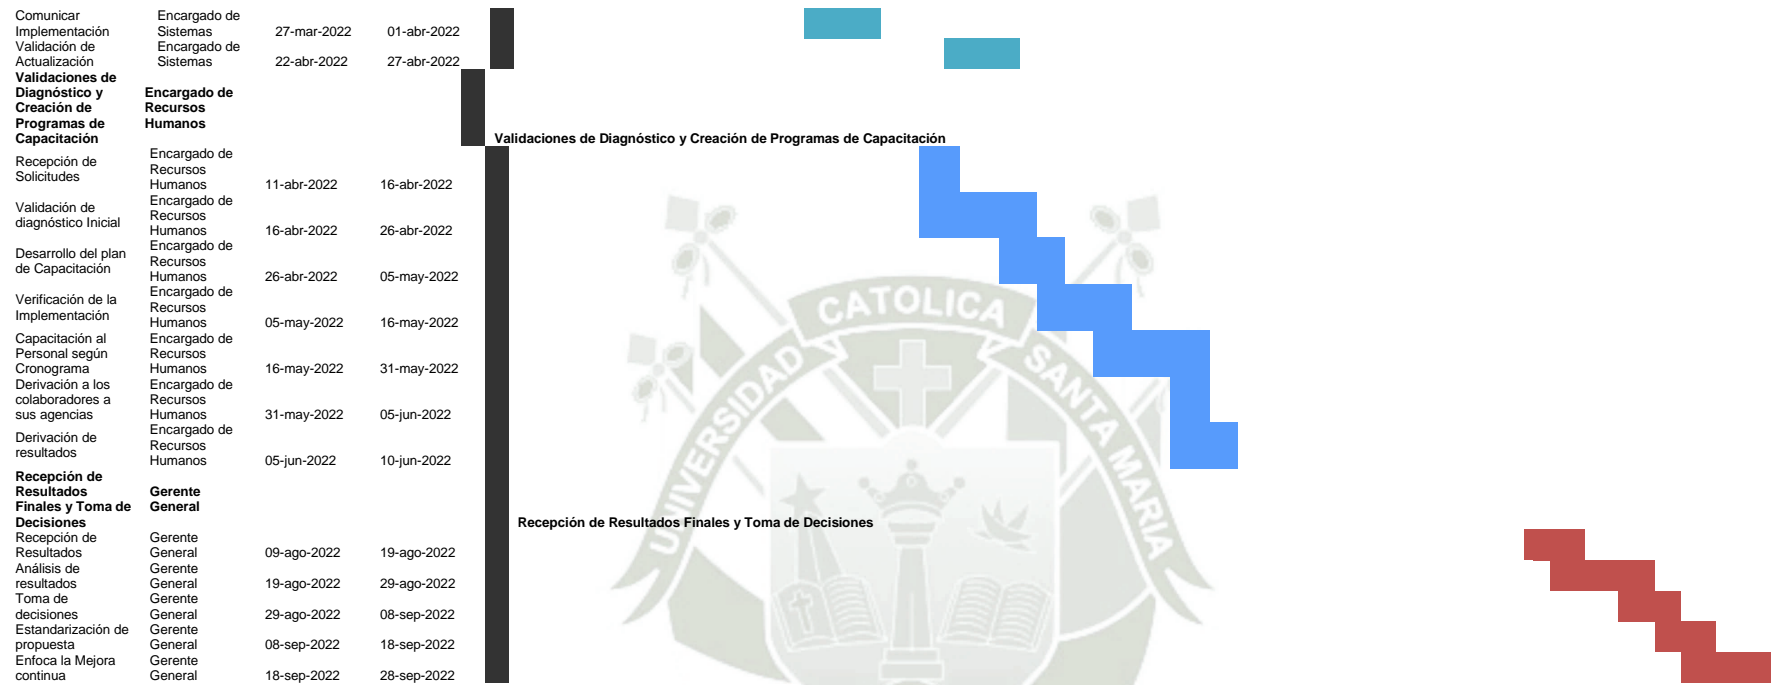 Comunicar Encargado de
Implementación Sistemas 27-mar-2022 01-abr-2022
Validación de Encargado de
Actualización Sistemas 22-abr-2022 27-abr-2022
Validaciones de
Diagnóstico y Encargado de
Creación de Recursos
Programas de Humanos
Capacitación Validaciones de Diagnóstico y Creación de Programas de Capacitación
Recepción de Encargado de
Solicitudes Recursos
Humanos 11-abr-2022 16-abr-2022
Validación de Encargado de
diagnóstico Inicial Recursos
Humanos 16-abr-2022 26-abr-2022
Desarrollo del plan Encargado de
de Capacitación Recursos
Humanos 26-abr-2022 05-may-2022
Verificación de la Encargado de
Implementación Recursos
Humanos 05-may-2022 16-may-2022
Capacitación al Encargado de
Personal según Recursos
Cronograma Humanos 16-may-2022 31-may-2022
Derivación a los Encargado de
colaboradores a Recursos
sus agencias Humanos 31-may-2022 05-jun-2022
Derivación de Encargado de
resultados Recursos
Humanos 05-jun-2022 10-jun-2022
Recepción de
Resultados Gerente
Finales y Toma de General
Decisiones Recepción de Resultados Finales y Toma de Decisiones
Recepción de Gerente
Resultados General 09-ago-2022 19-ago-2022
Análisis de Gerente
resultados General 19-ago-2022 29-ago-2022
Toma de Gerente
decisiones General 29-ago-2022 08-sep-2022
Estandarización de Gerente
propuesta General 08-sep-2022 18-sep-2022
Enfoca la Mejora Gerente
continua General 18-sep-2022 28-sep-2022
UNIVERSIDAD CATOLICA SANTA MARIA